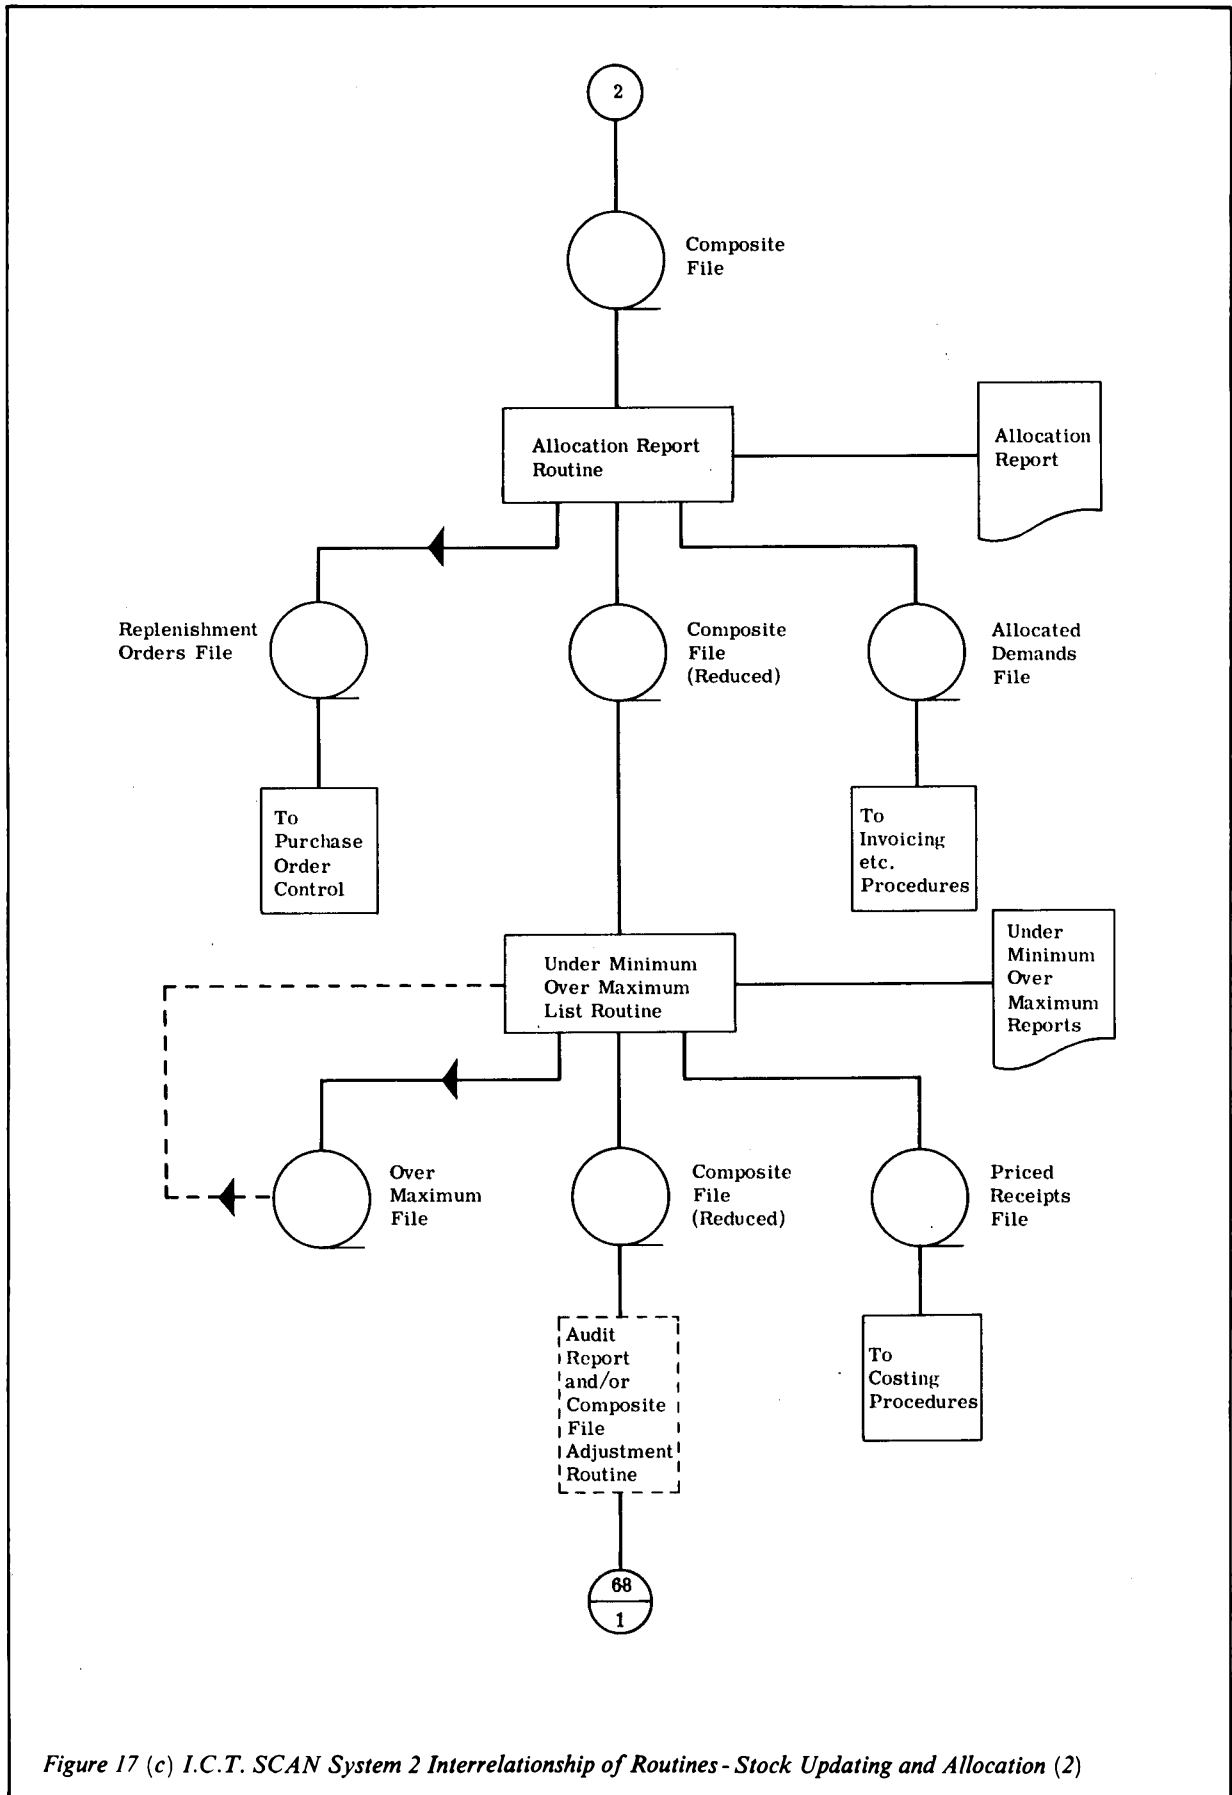 2
Composite
File
Allocation Report
Routine
Allocation
Report
Replenishment
Orders File
Composite
File
(Reduced)
Allocated
Demands
File
To
Purchase
Order
Control
To
Invoicing
etc.
Procedures
Under Minimum
Over Maximum
List Routine
Under
Minimum
Over
Maximum
Reports
Over
Maximum
File
Composite
File
(Reduced)
Priced
Receipts
File
Audit
Report
and/or
Composite
File
Adjustment
Routine
To
Costing
Procedures
68
1
Figure 17 (c) I.C.T. SCAN System 2 Interrelationship of Routines - Stock Updating and Allocation (2)